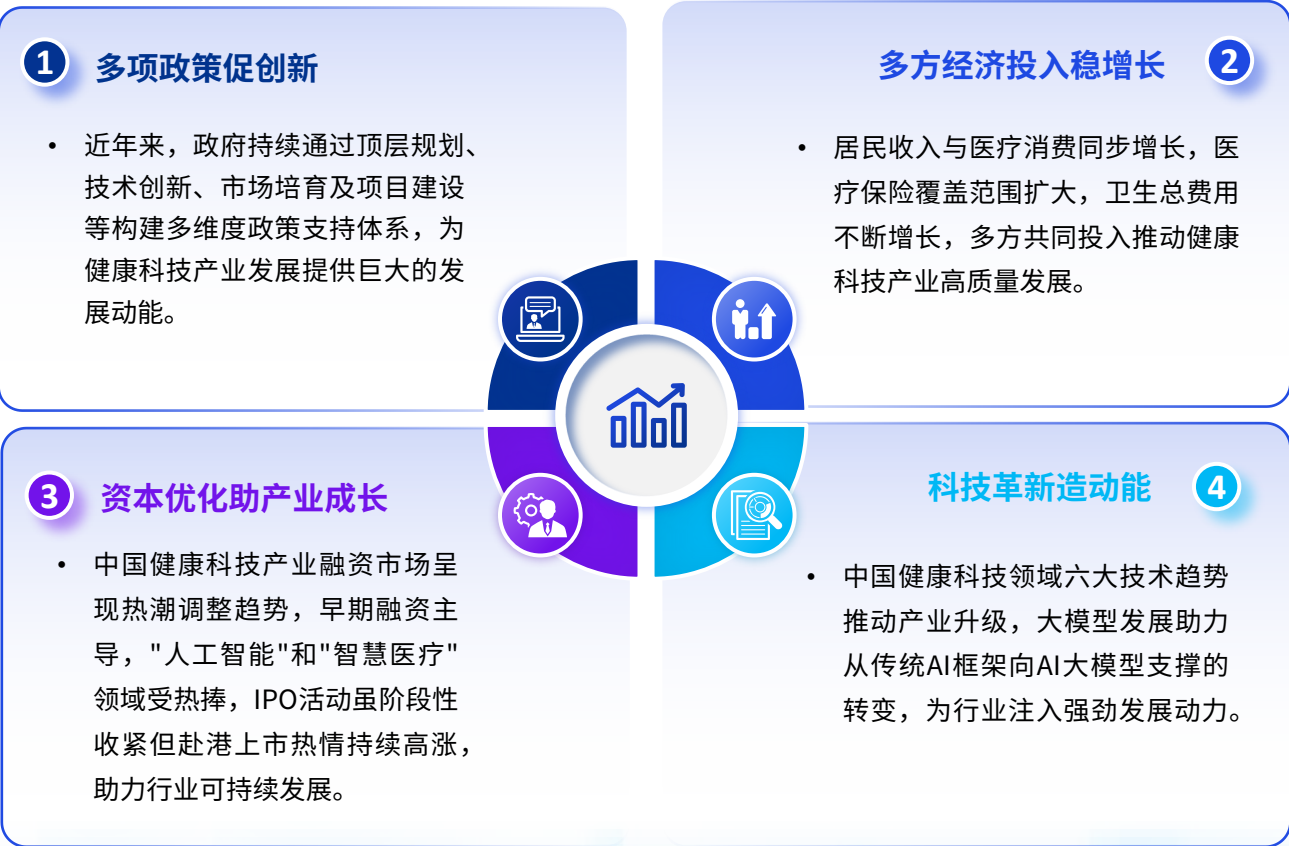 1 多项政策促创新
• 近年来，政府持续通过顶层规划、
技术创新、市场培育及项目建设
等构建多维度政策支持体系，为
健康科技产业发展提供巨大的发
展动能。
多方经济投入稳增长 2
• 居民收入与医疗消费同步增长，医
疗保险覆盖范围扩大，卫生总费用
不断增长，多方共同投入推动健康
科技产业高质量发展。
3 资本优化助产业成长
• 中国健康科技产业融资市场呈
现热潮调整趋势，早期融资主
导，"人工智能"和"智慧医疗"
领域受热捧，IPO活动虽阶段性
收紧但赴港上市热情持续高涨，
助力行业可持续发展。
科技革新造动能 4
• 中国健康科技领域六大技术趋势
推动产业升级，大模型发展助力
从传统AI框架向AI大模型支撑的
转变，为行业注入强劲发展动力。